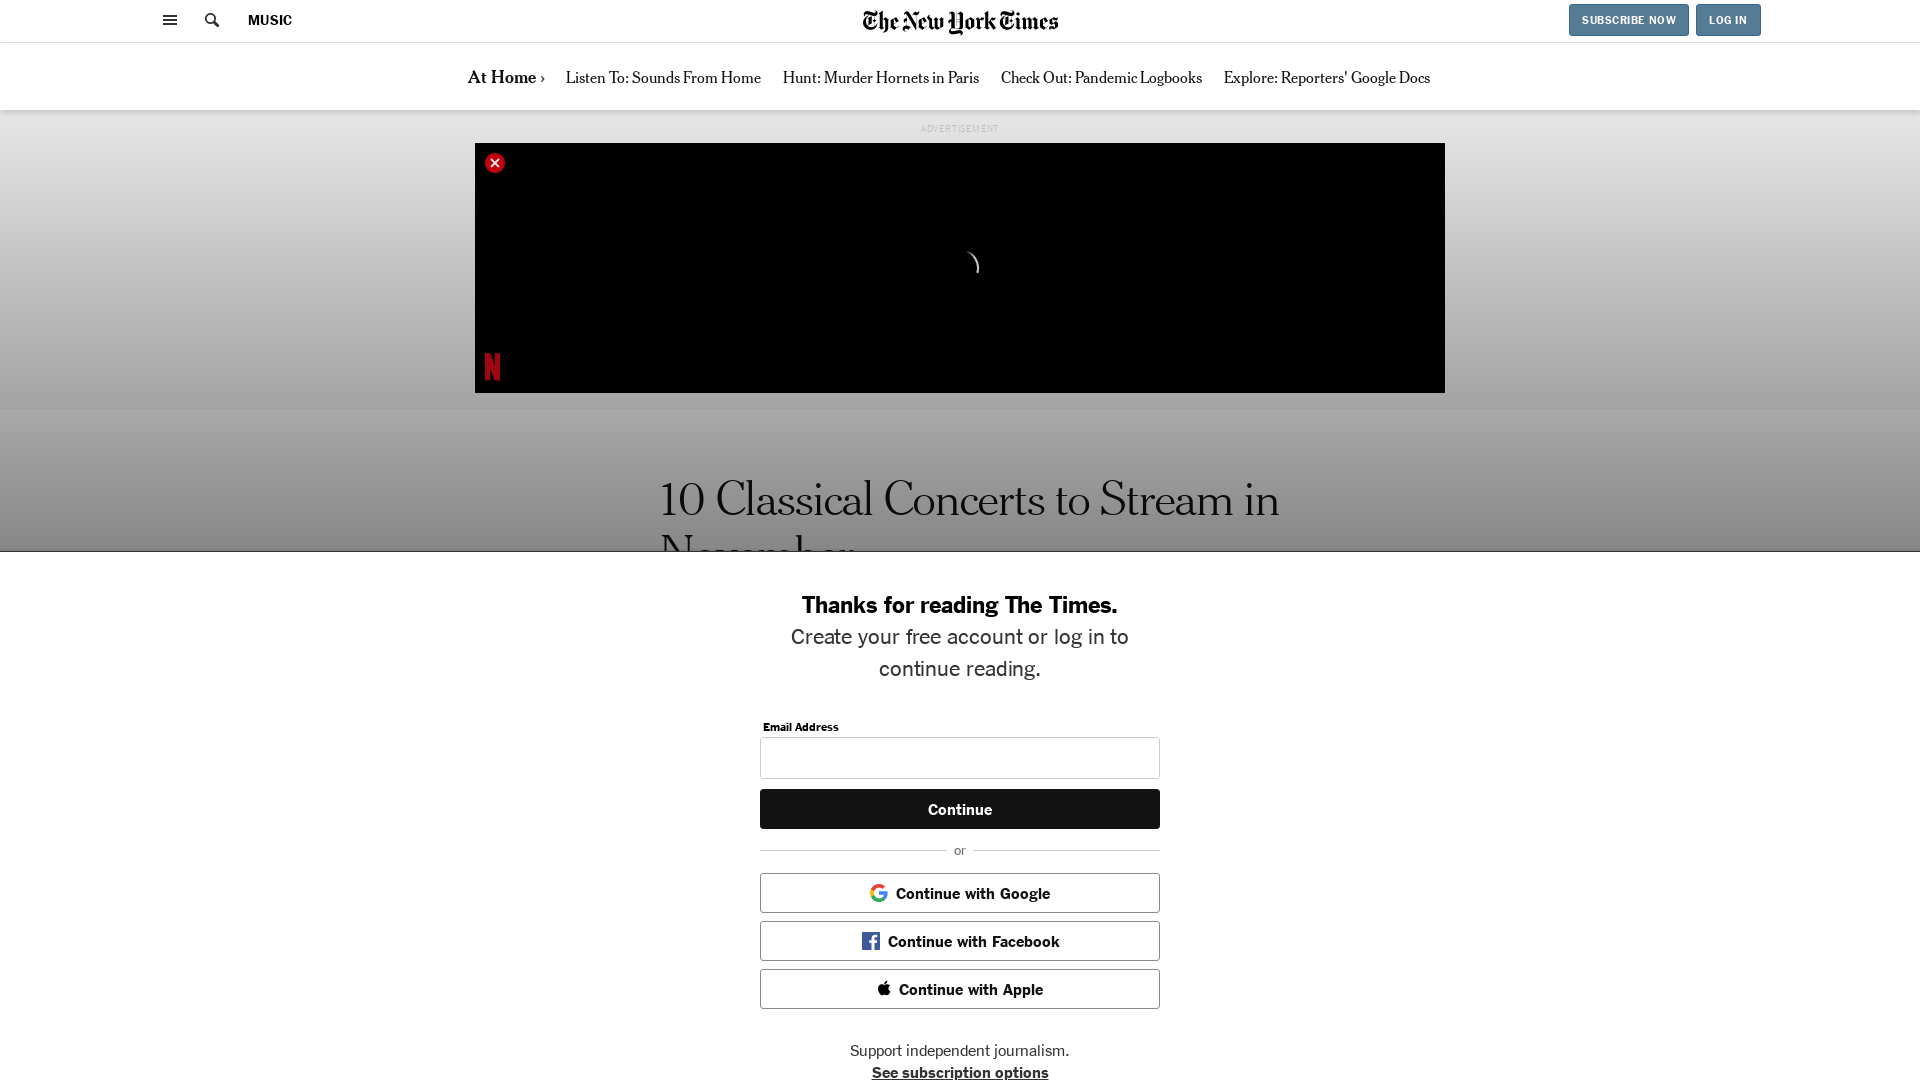 MUSIC
The New York Times
SUBSCRIBE NOW
LOG IN
At Home ›
Listen To: Sounds From Home
Hunt: Murder Hornets in Paris
Check Out: Pandemic Logbooks
Explore: Reporters' Google Docs
ADVERTISEMENT
N
10 Classical Concerts to Stream in
November
Thanks for reading The Times.
Create your free account or log in to
continue reading.
Email Address
Continue
or
Continue with Google
Continue with Facebook
Continue with Apple
Support independent journalism.
See subscription options